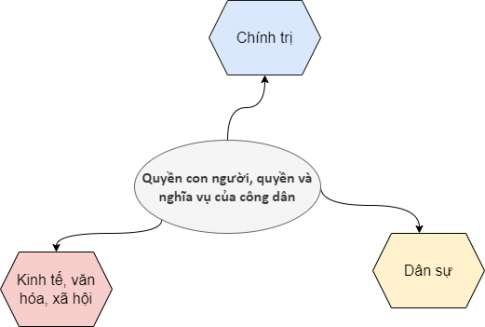 Chính trị
Quyền con người, quyền và
nghĩa vụ của công dân
Kinh tế, văn
hóa, xã hội
Dân sự